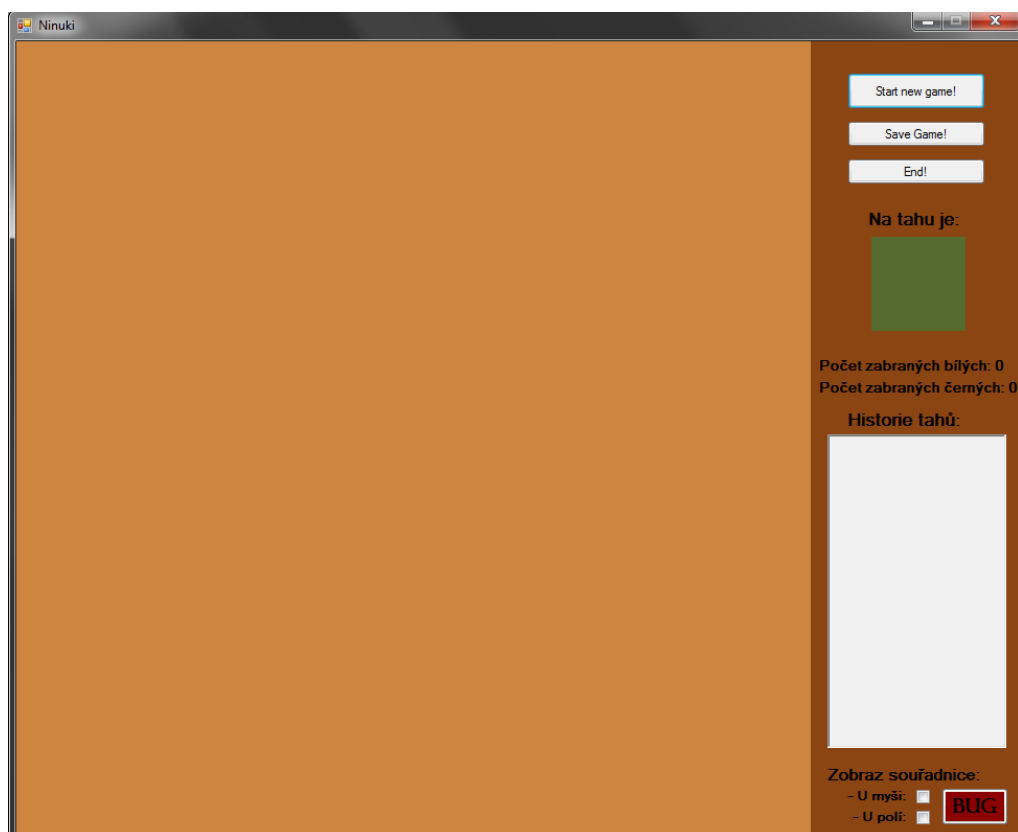 Ninuki
Start new game!
Save Game!
End!
Na tahu je:
Počet zabraných bílých: 0
Počet zabraných černých: 0
Historie tahů:
Zobraz souřadnice:
- U myši:
- U polí:
BUG